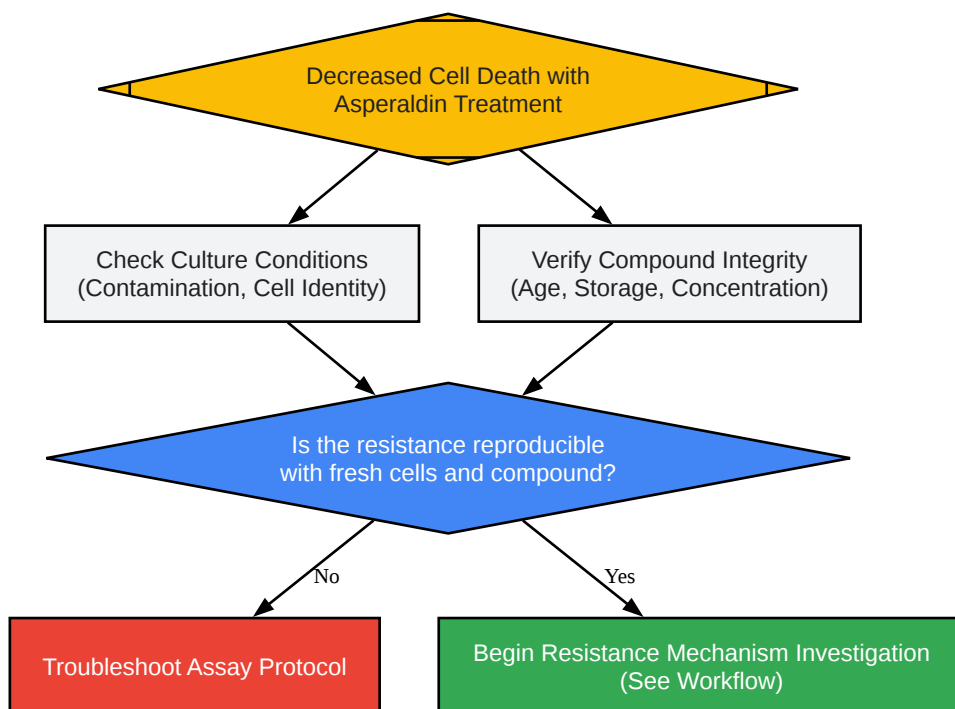 Decreased Cell Death with
Asperaldin Treatment
Check Culture Conditions
(Contamination, Cell Identity)
Verify Compound Integrity
(Age, Storage, Concentration)
Is the resistance reproducible
with fresh cells and compound?
No
Yes
Troubleshoot Assay Protocol
Begin Resistance Mechanism Investigation
(See Workflow)